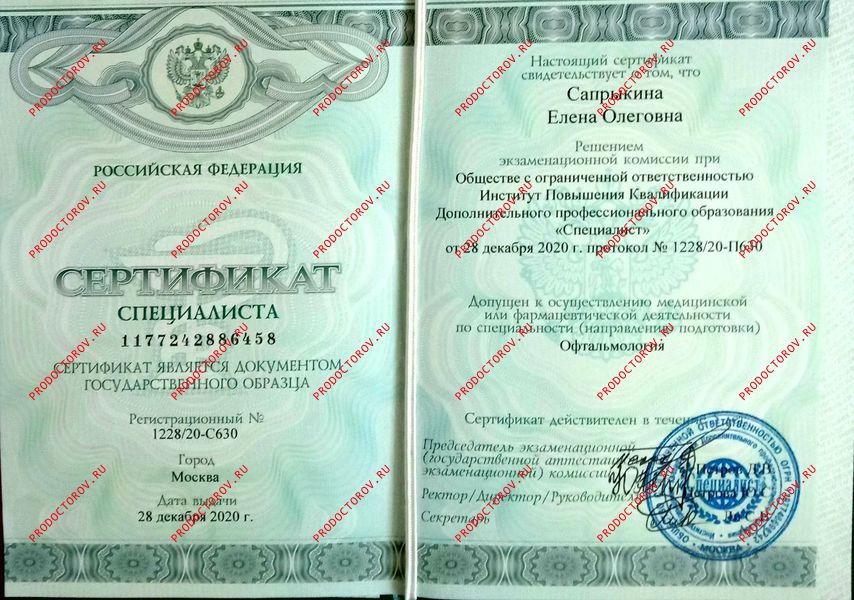 РОССИЙСКАЯ ФЕДЕРАЦИЯ
СЕРТИФИКАТ
СПЕЦИАЛИСТА
1177242886458
СЕРТИФИКАТ ЯВЛЯЕТСЯ ДОКУМЕНТОМ
ГОСУДАРСТВЕННОГО ОБРАЗЦА
Регистрационный №
1228/20-С630
Город
Москва
Дата выдачи
28 декабря 2020 г.
Настоящий сертификат
свидетельствует о том, что
Сапрыкина
Елена Олеговна
Решением
экзаменационной комиссии при
Обществе с ограниченной ответственностью
Институт Повышения Квалификации
Дополнительного профессионального образования
«Специалист»
от 28 декабря 2020 г. протокол № 1228/20-П630
Допущен к осуществлению медицинской
или фармацевтической деятельности
по специальности (направлению подготовки)
Офтальмология
Сертификат действителен в течение
Председатель экзаменационной
(государственной аттестац
экзаменационной) комиссии
Ректор/Директор/Руководитель
Секретарь
Специалист
МОСКВА
PRODOCTOROV.RU